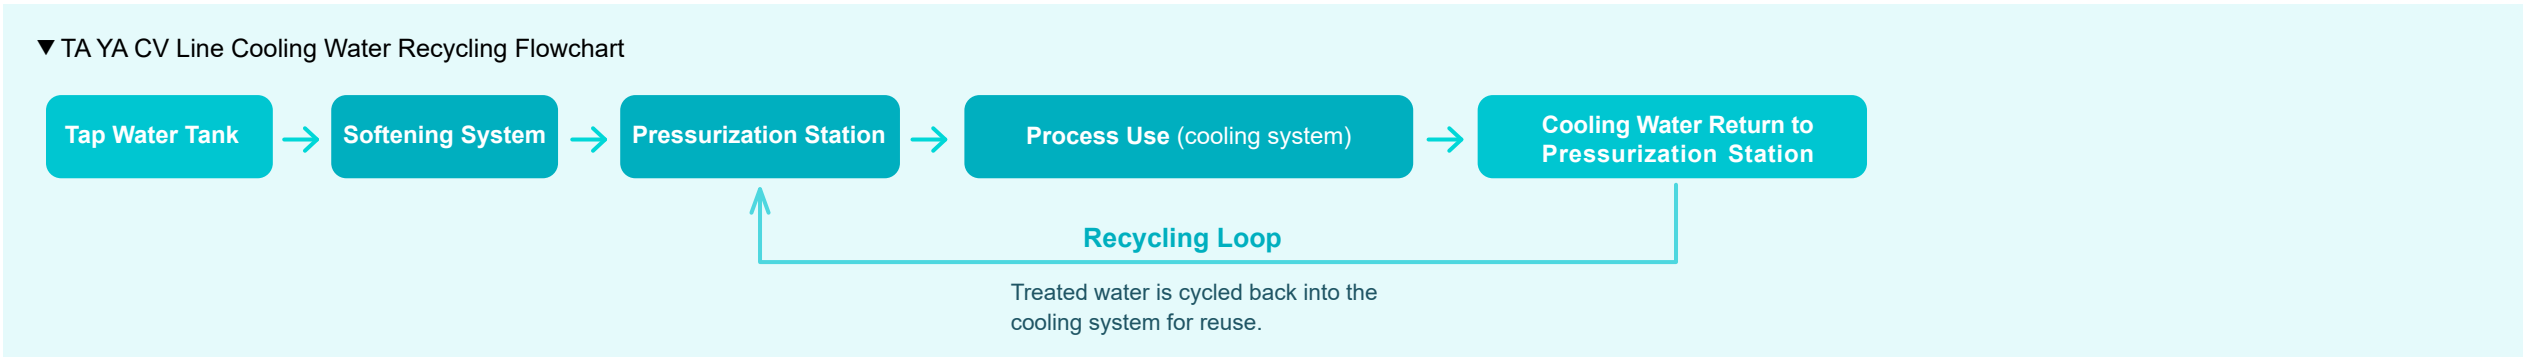 ▼ TA YA CV Line Cooling Water Recycling Flowchart
Tap Water Tank
Softening System
Pressurization Station
Process Use (cooling system)
Cooling Water Return to
Pressurization Station
Recycling Loop
Treated water is cycled back into the
cooling system for reuse.